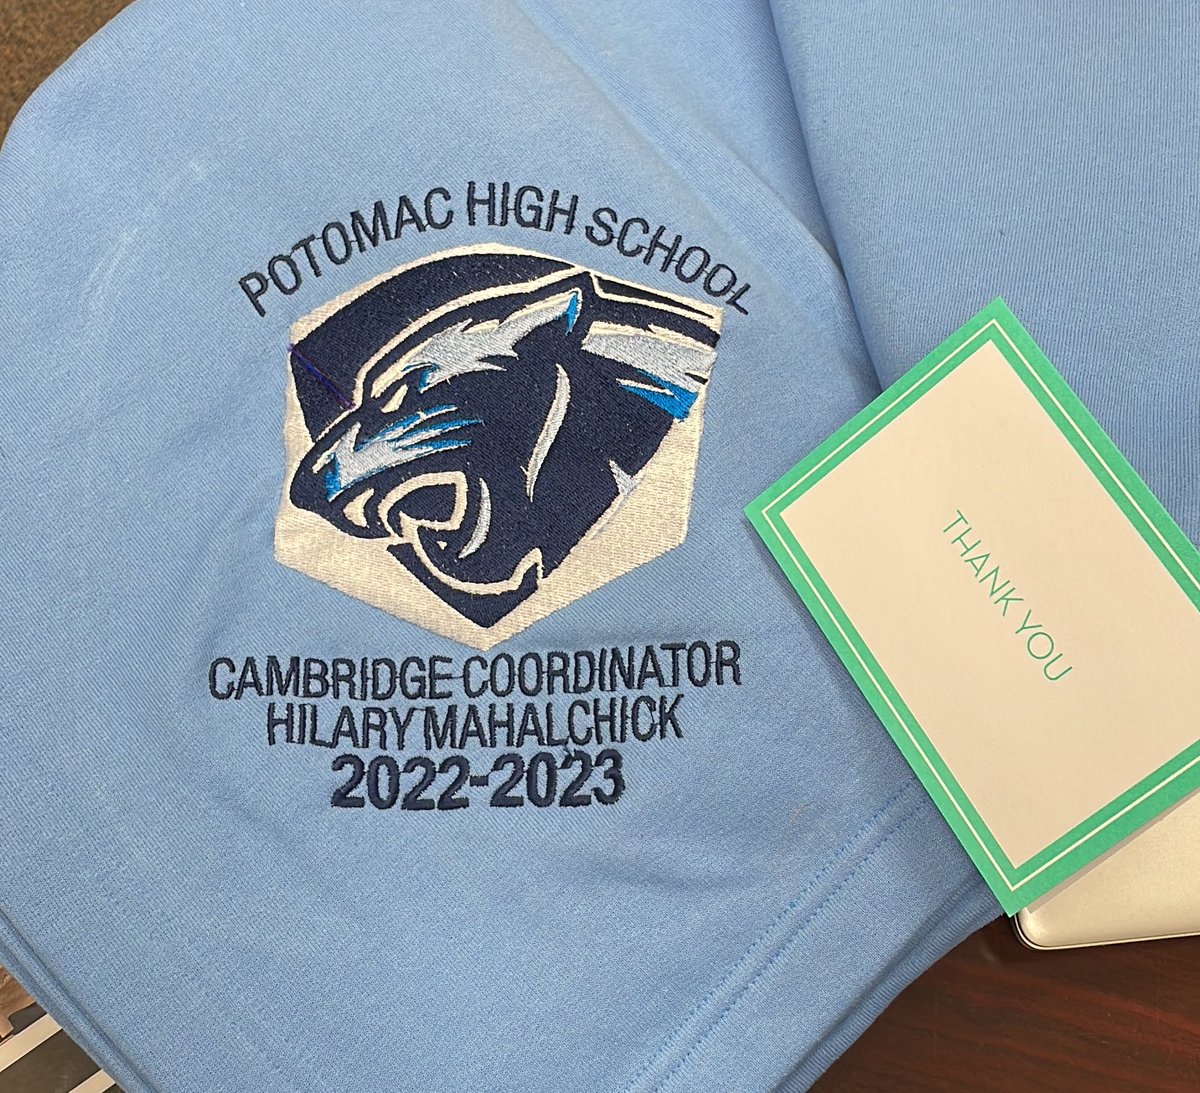 POTOMAC HIGH SCHOOL
CAMBRIDGE COORDINATOR
HILARY MAHALCHICK
2022-2023
THANK YOU